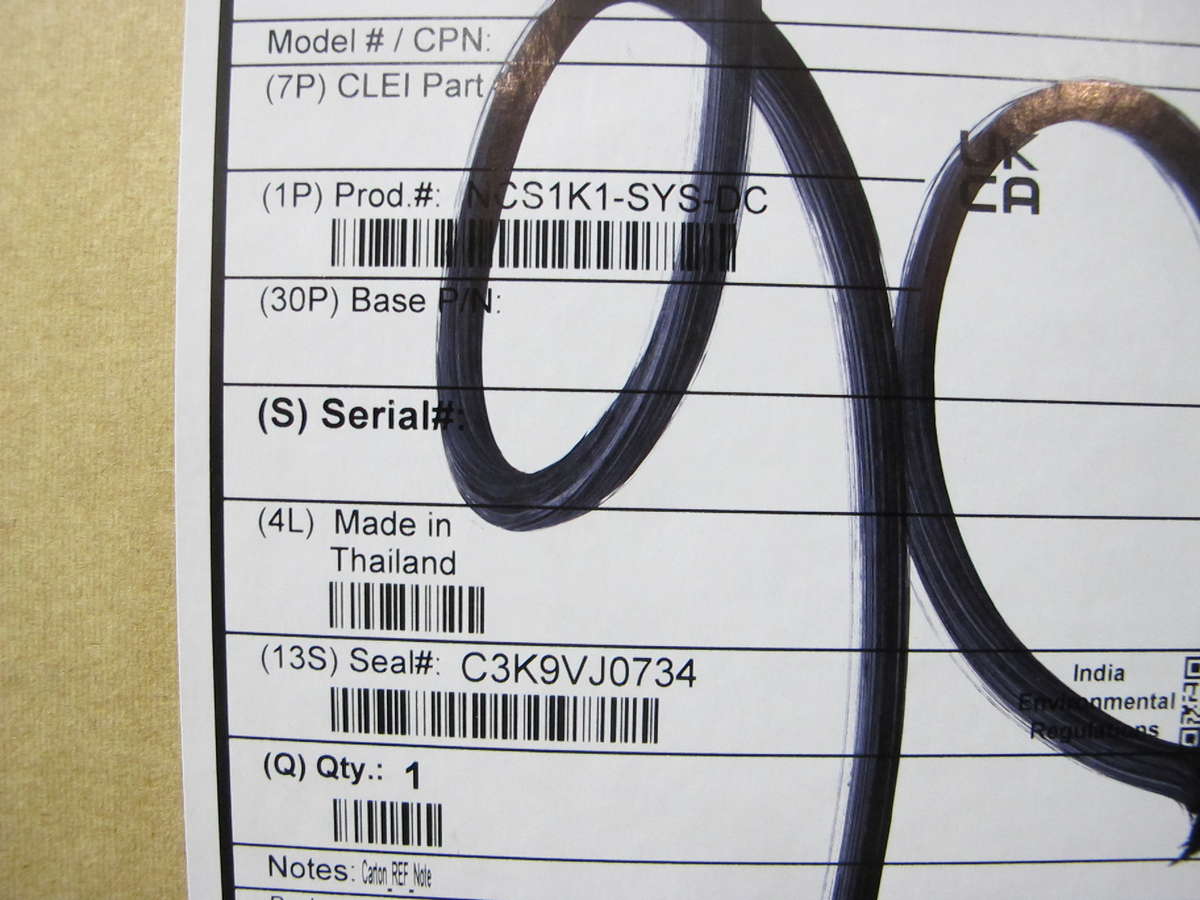 Model # / CPN:
(7P) CLEI Part
UK
CA
(1P) Prod.#: NCS1K1-SYS-DC
(30P) Base P/N:
(S) Serial#:
(4L) Made in
Thailand
(13S) Seal#: C3K9VJ0734
India
Environmental
Regulations
(Q) Qty.: 1
Notes: Carton_REF_Note